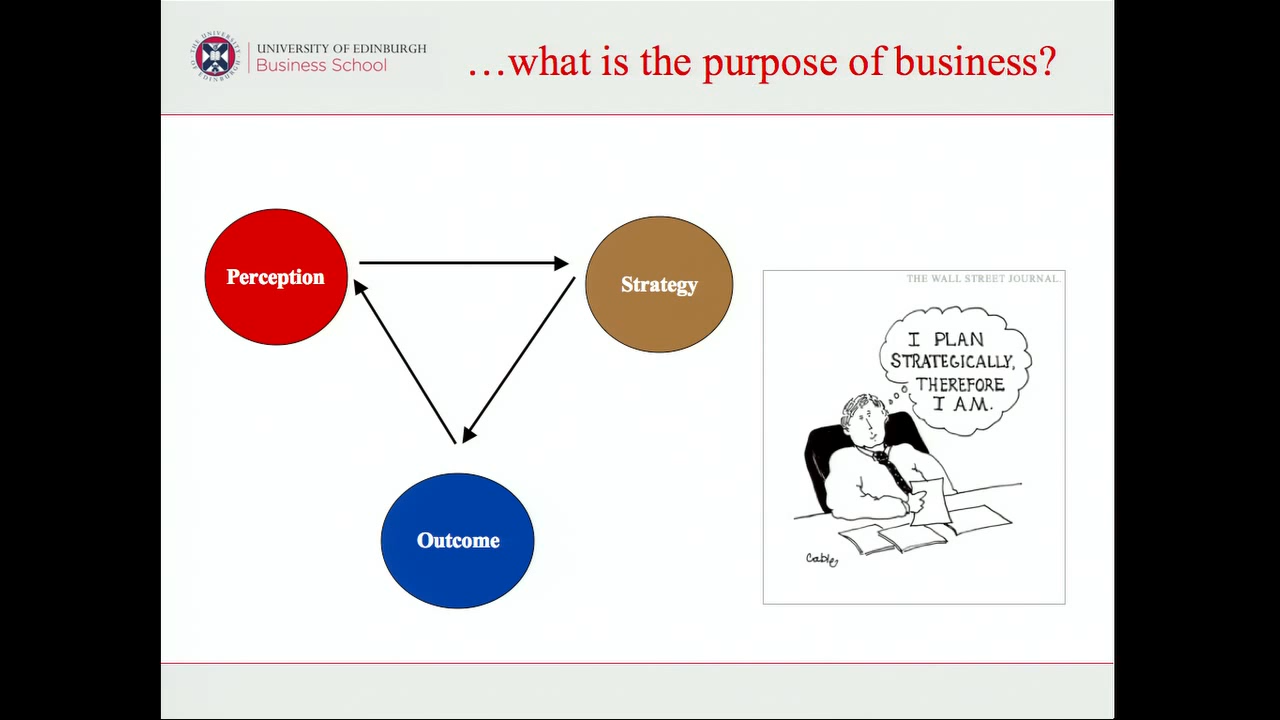 UNIVERSITY OF EDINBURGH
Business School
…what is the purpose of business?
Perception
Strategy
Outcome
THE WALL STREET JOURNAL.
I PLAN
STRATEGICALLY,
THEREFORE
I AM.